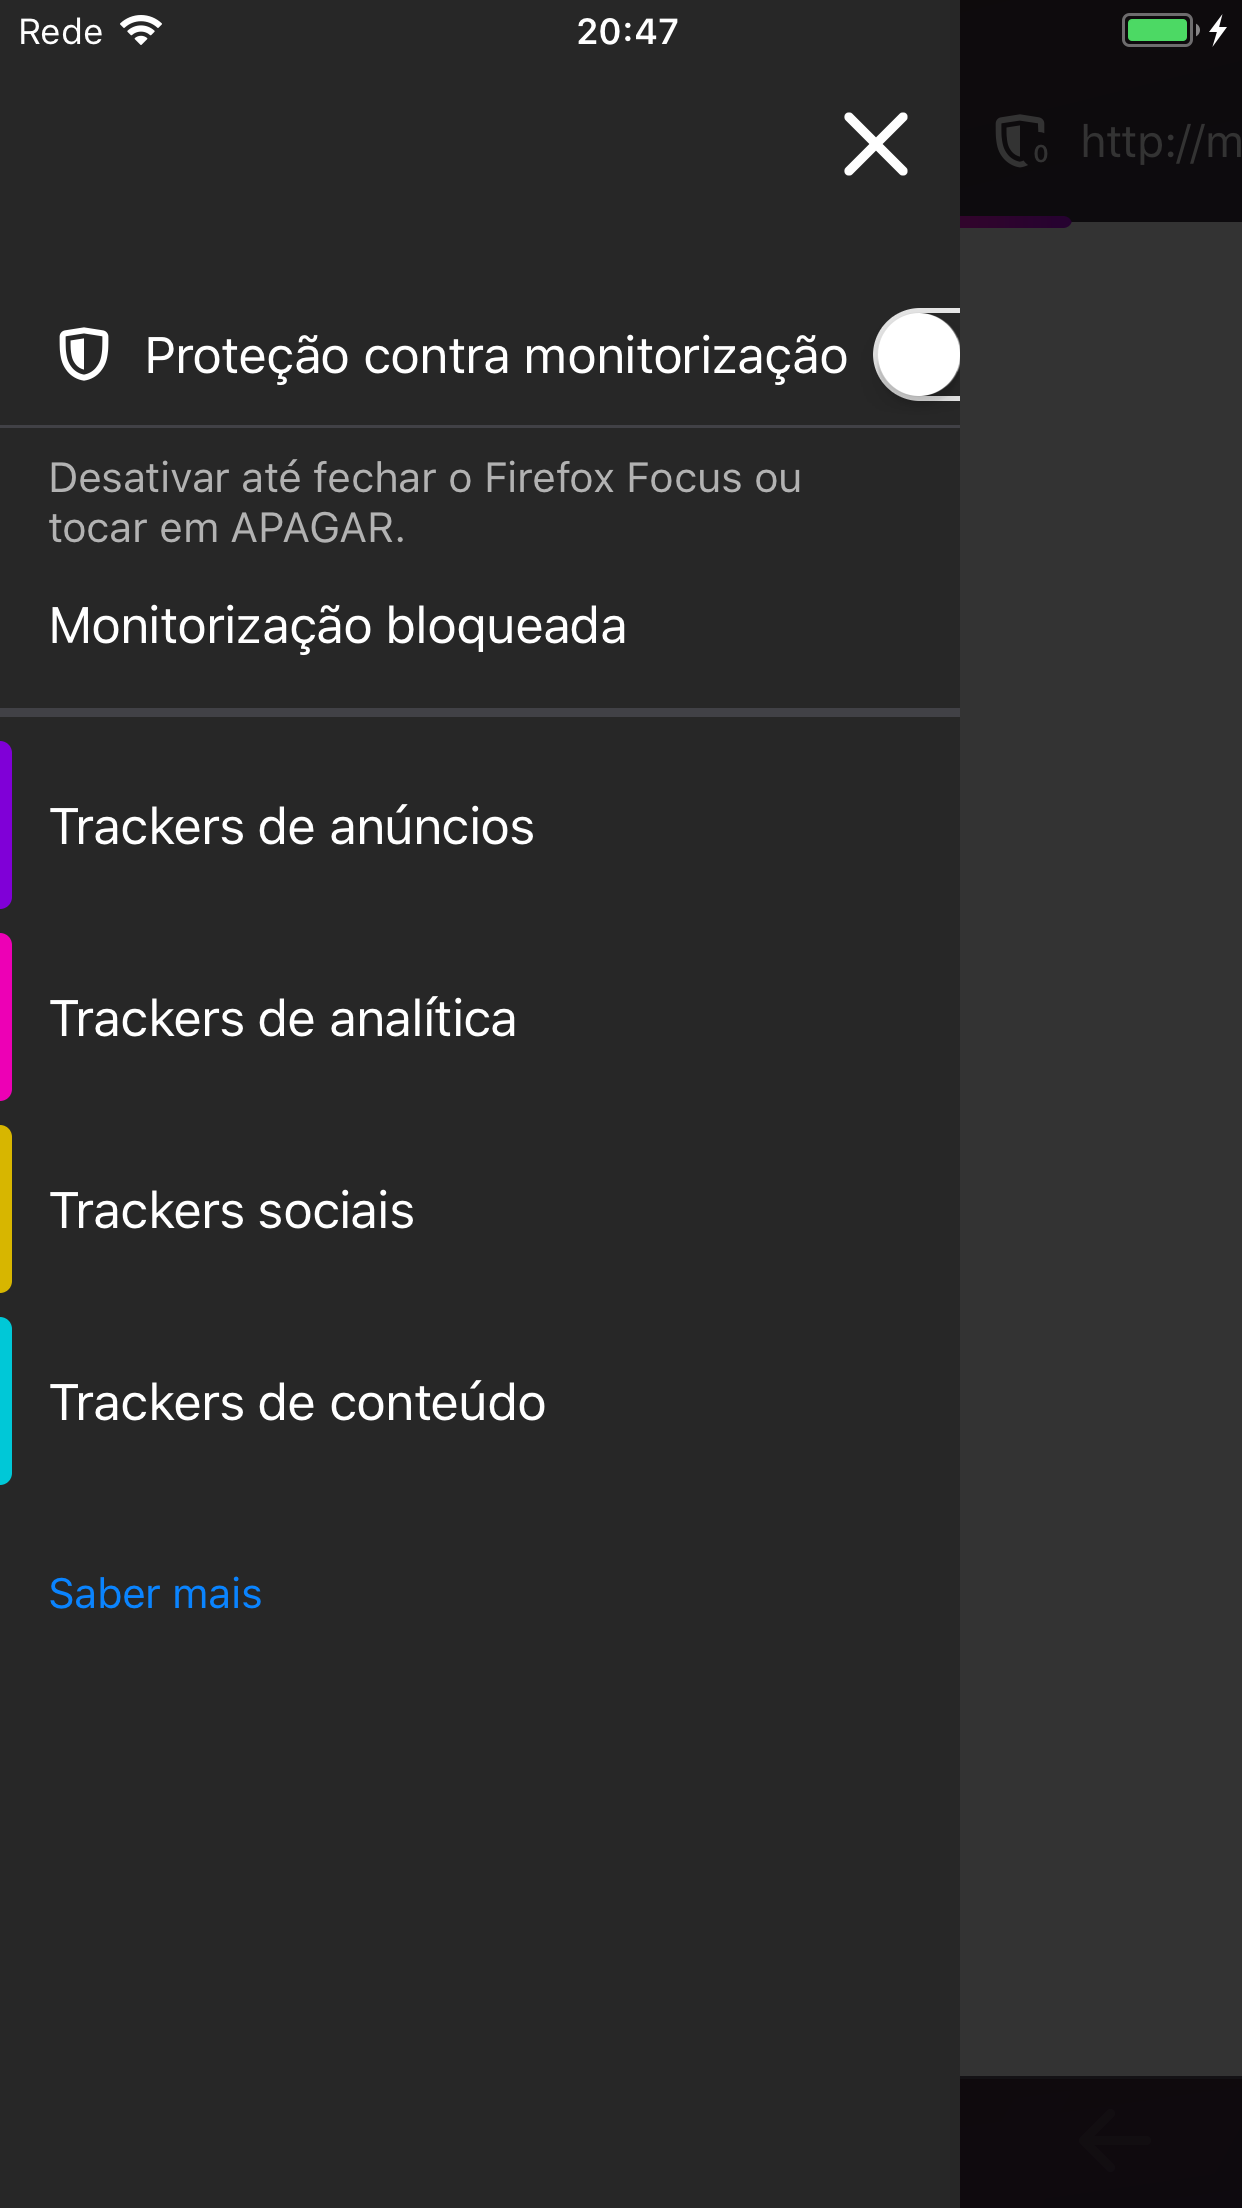 Rede
20:47
0
http://m
Proteção contra monitorização
Desativar até fechar o Firefox Focus ou
tocar em APAGAR.
Monitorização bloqueada
Trackers de anúncios
Trackers de analítica
Trackers sociais
Trackers de conteúdo
Saber mais